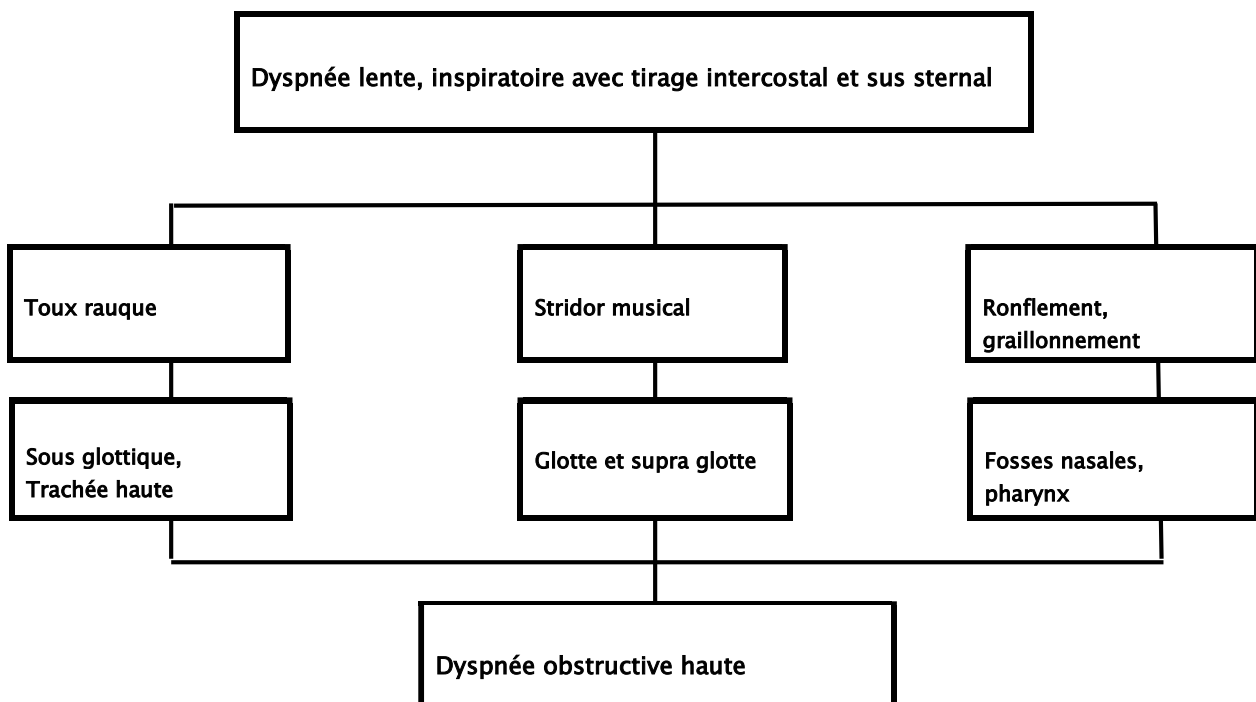 Dyspnée lente, inspiratoire avec tirage intercostal et sus sternal
Toux rauque
Stridor musical
Ronflement,
graillonnement
Sous glottique,
Trachée haute
Glotte et supra glotte
Fosses nasales,
pharynx
Dyspnée obstructive haute